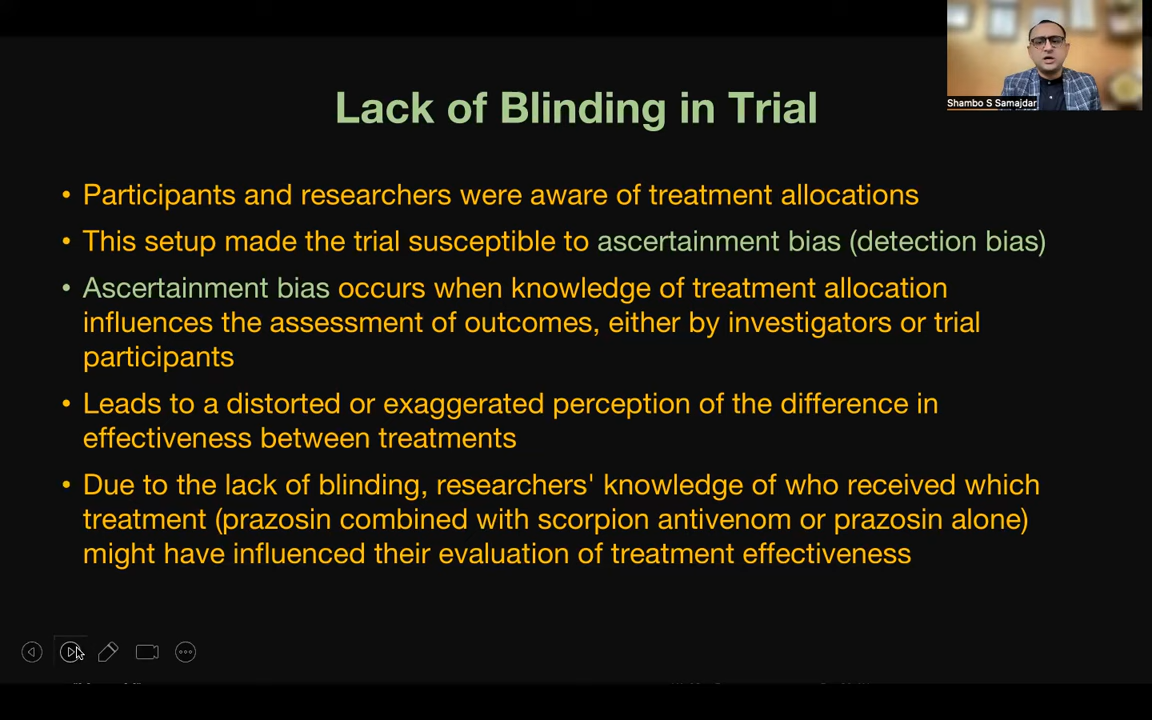 Shambo S Samajdar
Lack of Blinding in Trial
• Participants and researchers were aware of treatment allocations
• This setup made the trial susceptible to ascertainment bias (detection bias)
• Ascertainment bias occurs when knowledge of treatment allocation
influences the assessment of outcomes, either by investigators or trial
participants
• Leads to a distorted or exaggerated perception of the difference in
effectiveness between treatments
• Due to the lack of blinding, researchers' knowledge of who received which
treatment (prazosin combined with scorpion antivenom or prazosin alone)
might have influenced their evaluation of treatment effectiveness